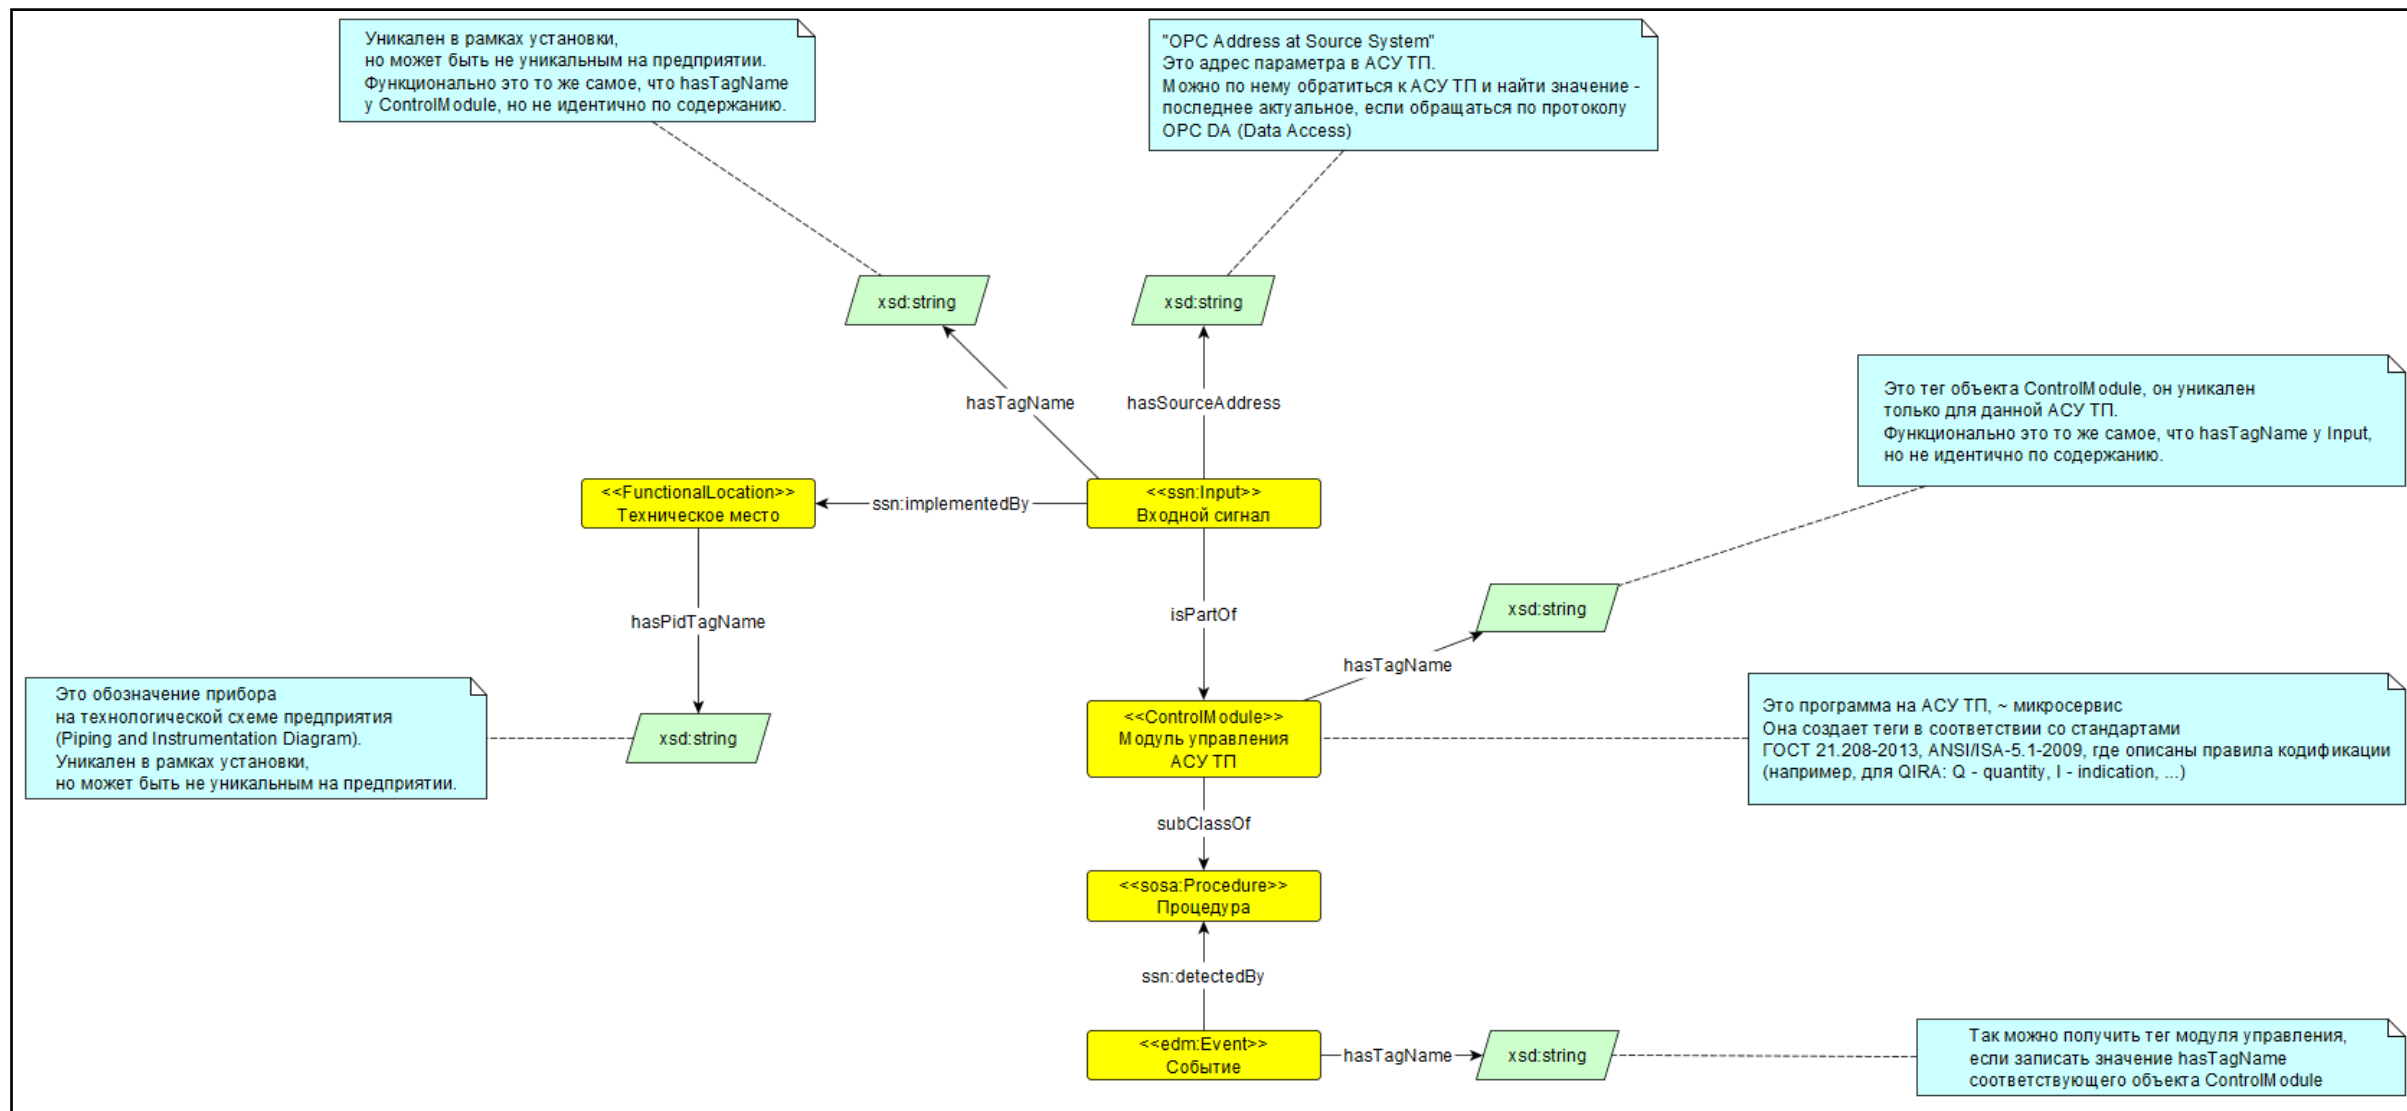 Уникален в рамках установки,
но может быть не уникальным на предприятии.
Функционально это то же самое, что hasTagName
у ControlModule, но не идентично по содержанию.
"OPC Address at Source System"
Это адрес параметра в АСУ ТП.
Можно по нему обратиться к АСУ ТП и найти значение -
последнее актуальное, если обращаться по протоколу
OPC DA (Data Access)
xsd:string
xsd:string
hasTagName
hasSourceAddress
Это тег объекта ControlModule, он уникален
только для данной АСУ ТП.
Функционально это то же самое, что hasTagName у Input,
но не идентично по содержанию.
<<FunctionalLocation>>
Техническое место
ssn:implementedBy
<<ssn:Input>>
Входной сигнал
hasPidTagName
isPartOf
xsd:string
hasTagName
Это обозначение прибора
на технологической схеме предприятия
(Piping and Instrumentation Diagram).
Уникален в рамках установки,
но может быть не уникальным на предприятии.
xsd:string
<<ControlModule>>
Модуль управления
АСУ ТП
Это программа на АСУ ТП, ~ микросервис
Она создает теги в соответствии со стандартами
ГОСТ 21.208-2013, ANSI/ISA-5.1-2009, где описаны правила кодификации
(например, для QIRA: Q - quantity, I - indication, ...)
subClassOf
<<sosa:Procedure>>
Процедура
ssn:detectedBy
<<edm:Event>>
Событие
hasTagName
xsd:string
Так можно получить тег модуля управления,
если записать значение hasTagName
соответствующего объекта ControlModule